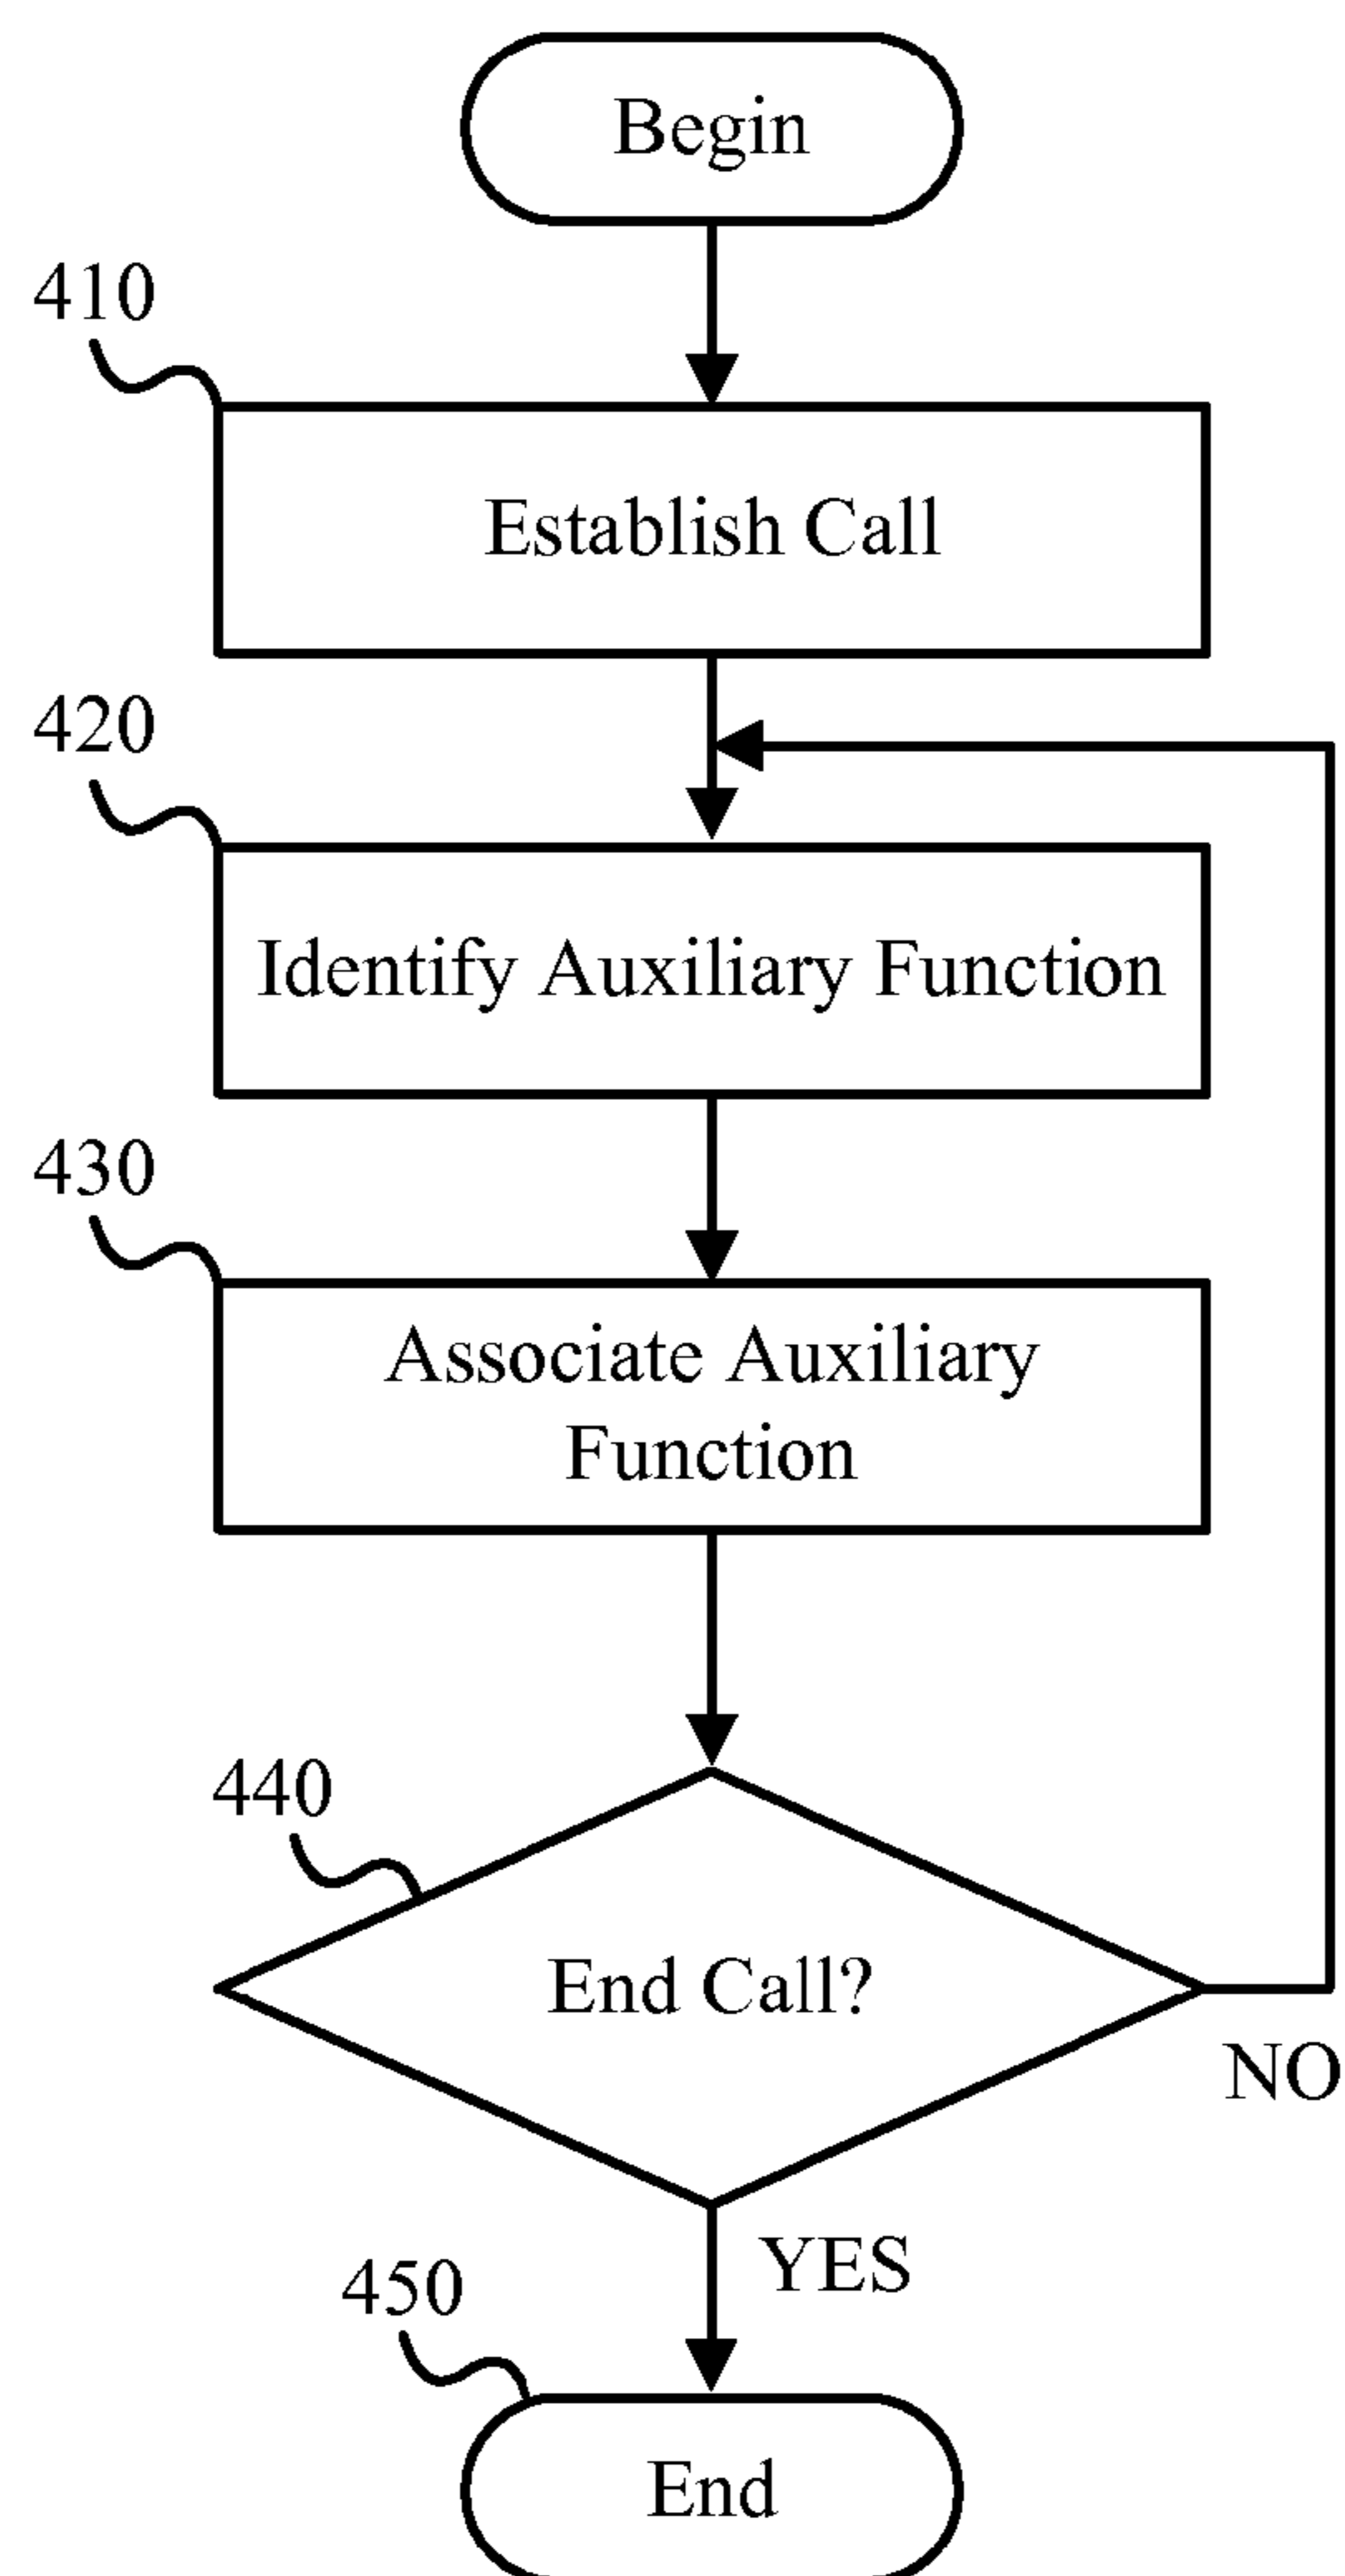 Begin
410
Establish Call
420
Identify Auxiliary Function
430
Associate Auxiliary
Function
440
End Call?
NO
YES
450
End